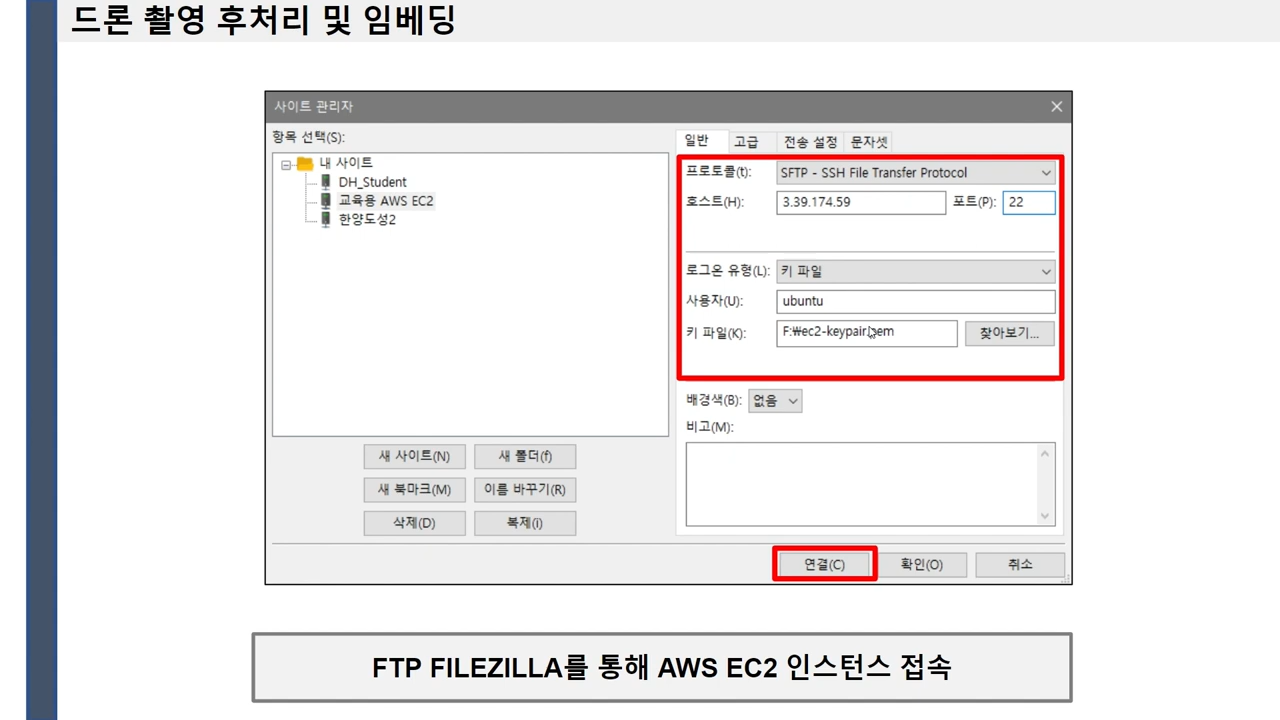 드론 촬영 후처리 및 임베딩
사이트 관리자
항목 선택(S):
내 사이트
DH_Student
교육용 AWS EC2
한양도성2
새 사이트(N) 새 폴더(f)
새 북마크(M) 이름 바꾸기(R)
삭제(D) 복제(i)
일반 고급 전송 설정 문자셋
프로토콜(t): SFTP - SSH File Transfer Protocol
호스트(H): 3.39.174.59 포트(P): 22
로그온 유형(L): 키 파일
사용자(U): ubuntu
키 파일(K): F:₩ec2-keypair.pem 찾아보기...
배경색(B): 없음
비고(M):
연결(C) 확인(O) 취소
FTP FILEZILLA를 통해 AWS EC2 인스턴스 접속